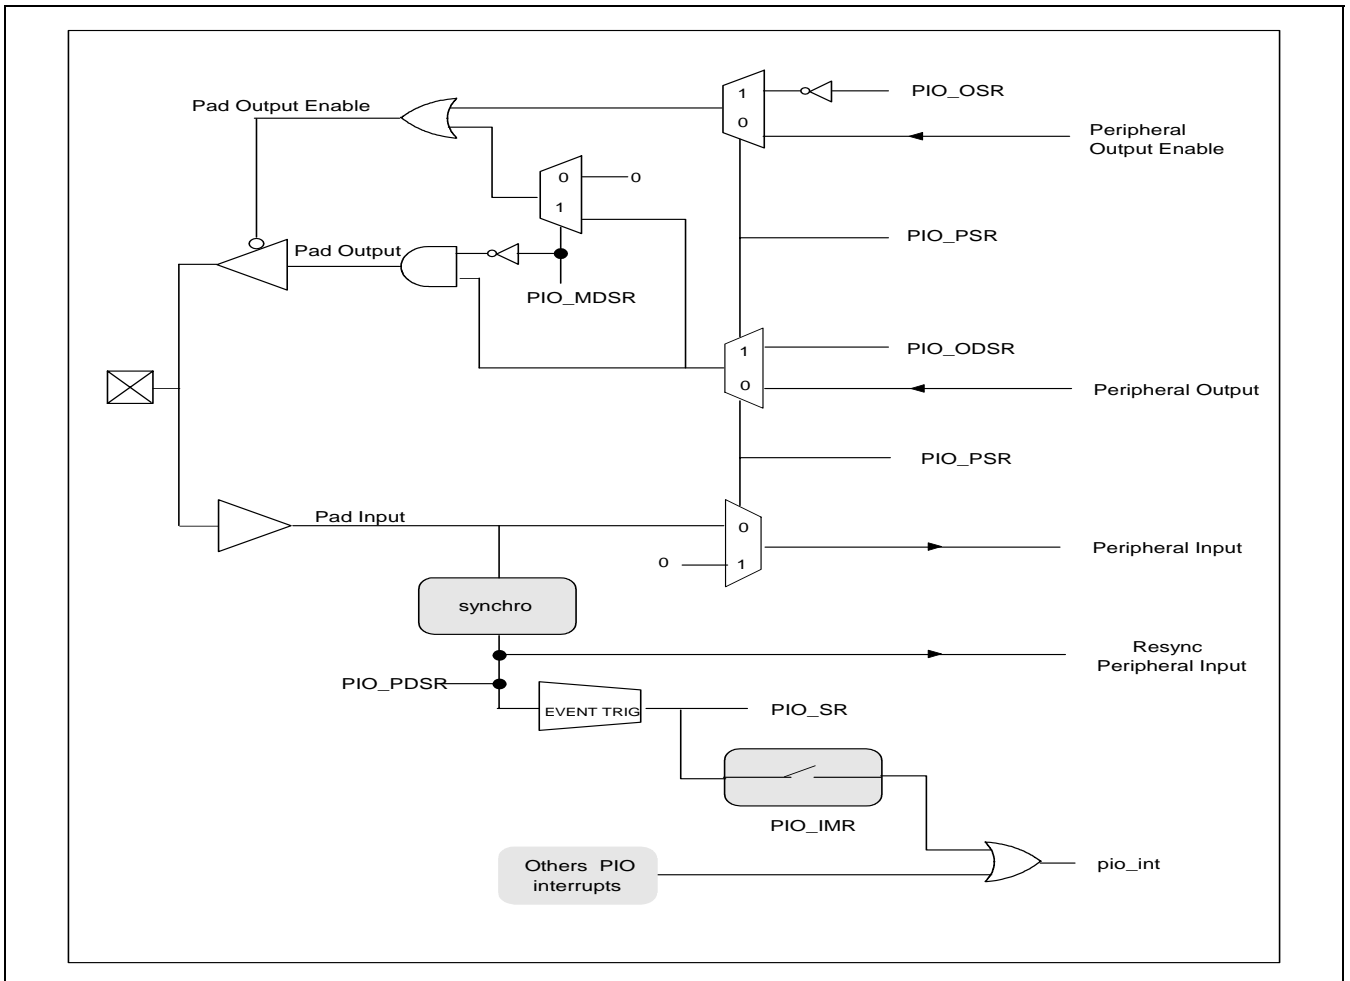 1
PIO_OSR
Pad Output Enable
0
Peripheral
Output Enable
0
0
1
PIO_PSR
Pad Output
PIO_MDSR
1
PIO_ODSR
0
Peripheral Output
PIO_PSR
Pad Input
0
Peripheral Input
0
1
synchro
Resync
Peripheral Input
PIO_PDSR
EVENT TRIG
PIO_SR
PIO_IMR
Others PIO
interrupts
pio_int